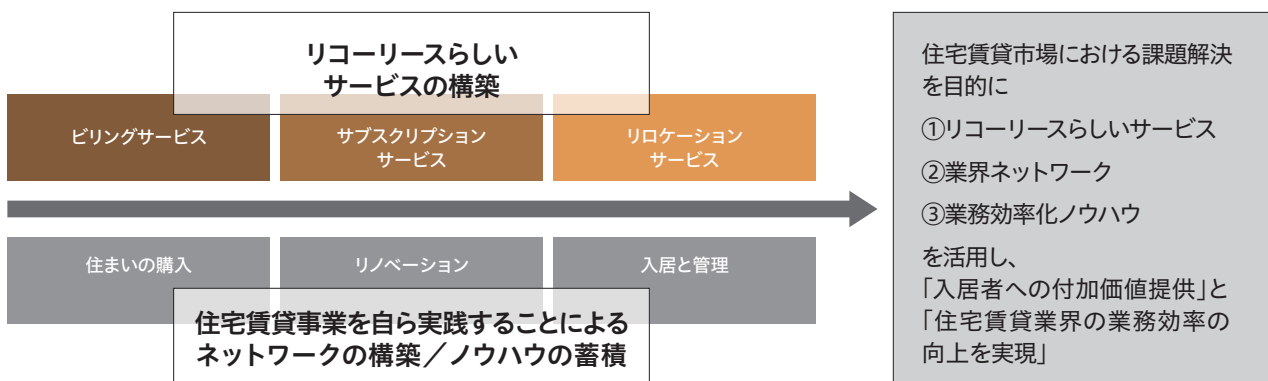 リコーリースらしい
サービスの構築
ビリングサービス
サブスクリプション
サービス
リロケーション
サービス
住まいの購入
リノベーション
入居と管理
住宅賃貸事業を自ら実践することによる
ネットワークの構築／ノウハウの蓄積
住宅賃貸市場における課題解決
を目的に
①リコーリースらしいサービス
②業界ネットワーク
③業務効率化ノウハウ
を活用し、
「入居者への付加価値提供」と
「住宅賃貸業界の業務効率の
向上を実現」